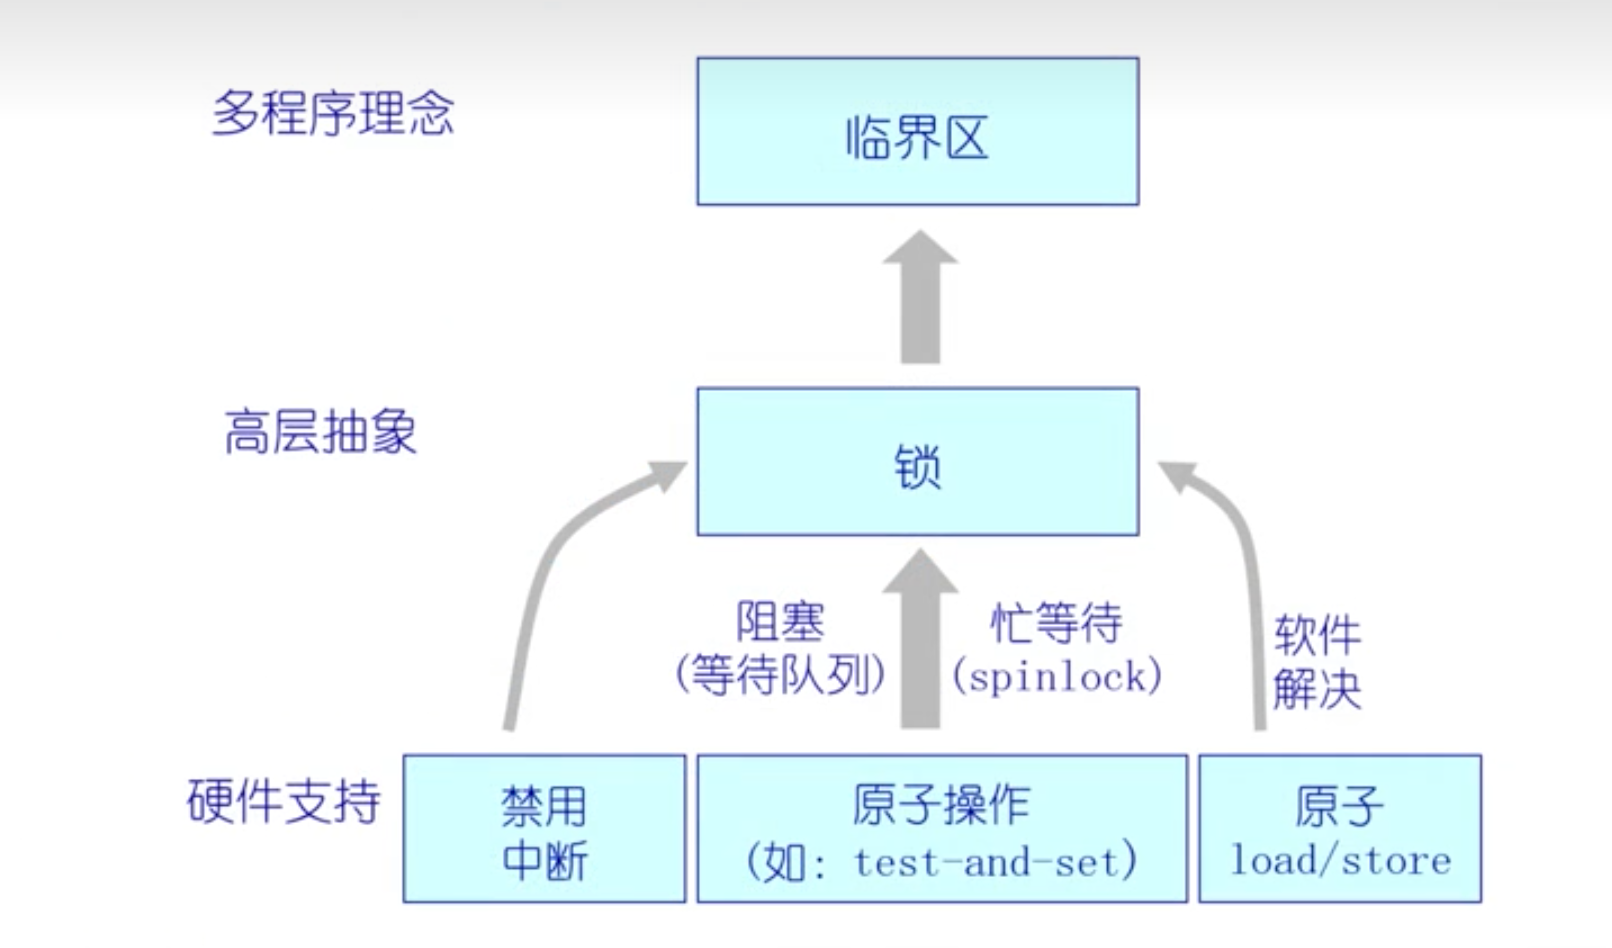 多程序理念
临界区
高层抽象
锁
阻塞
(等待队列)
忙等待
(spinlock)
软件
解决
硬件支持
禁用
中断
原子操作
(如: test-and-set)
原子
load/store